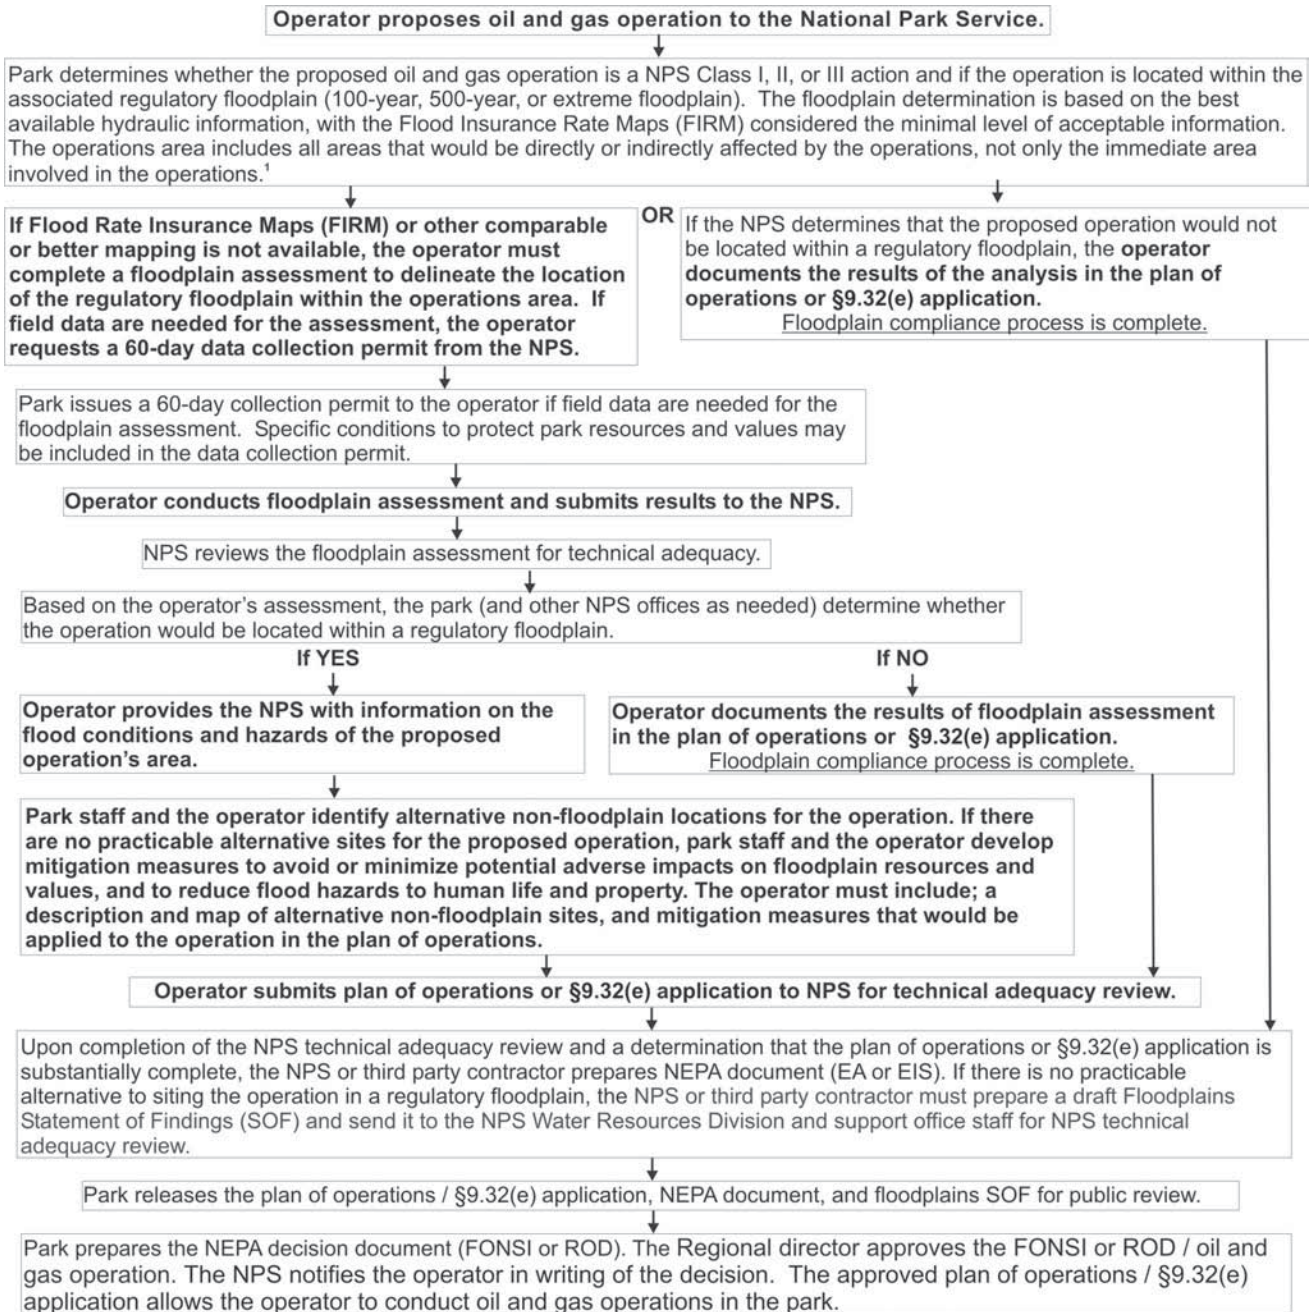 Operator proposes oil and gas operation to the National Park Service.
Park determines whether the proposed oil and gas operation is a NPS Class I, II, or III action and if the operation is located within the
associated regulatory floodplain (100-year, 500-year, or extreme floodplain). The floodplain determination is based on the best
available hydraulic information, with the Flood Insurance Rate Maps (FIRM) considered the minimal level of acceptable information.
The operations area includes all areas that would be directly or indirectly affected by the operations, not only the immediate area
involved in the operations.¹
If Flood Rate Insurance Maps (FIRM) or other comparable
or better mapping is not available, the operator must
complete a floodplain assessment to delineate the location
of the regulatory floodplain within the operations area. If
field data are needed for the assessment, the operator
requests a 60-day data collection permit from the NPS.
OR
If the NPS determines that the proposed operation would not
be located within a regulatory floodplain, the operator
documents the results of the analysis in the plan of
operations or §9.32(e) application.
Floodplain compliance process is complete.
Park issues a 60-day collection permit to the operator if field data are needed for the
floodplain assessment. Specific conditions to protect park resources and values may
be included in the data collection permit.
Operator conducts floodplain assessment and submits results to the NPS.
NPS reviews the floodplain assessment for technical adequacy.
Based on the operator's assessment, the park (and other NPS offices as needed) determine whether
the operation would be located within a regulatory floodplain.
If YES
If NO
Operator provides the NPS with information on the
flood conditions and hazards of the proposed
operation's area.
Operator documents the results of floodplain assessment
in the plan of operations or §9.32(e) application.
Floodplain compliance process is complete.
Park staff and the operator identify alternative non-floodplain locations for the operation. If there
are no practicable alternative sites for the proposed operation, park staff and the operator develop
mitigation measures to avoid or minimize potential adverse impacts on floodplain resources and
values, and to reduce flood hazards to human life and property. The operator must include; a
description and map of alternative non-floodplain sites, and mitigation measures that would be
applied to the operation in the plan of operations.
Operator submits plan of operations or §9.32(e) application to NPS for technical adequacy review.
Upon completion of the NPS technical adequacy review and a determination that the plan of operations or §9.32(e) application is
substantially complete, the NPS or third party contractor prepares NEPA document (EA or EIS). If there is no practicable
alternative to siting the operation in a regulatory floodplain, the NPS or third party contractor must prepare a draft Floodplains
Statement of Findings (SOF) and send it to the NPS Water Resources Division and support office staff for NPS technical
adequacy review.
Park releases the plan of operations / §9.32(e) application, NEPA document, and floodplains SOF for public review.
Park prepares the NEPA decision document (FONSI or ROD). The Regional director approves the FONSI or ROD / oil and
gas operation. The NPS notifies the operator in writing of the decision. The approved plan of operations / §9.32(e)
application allows the operator to conduct oil and gas operations in the park.